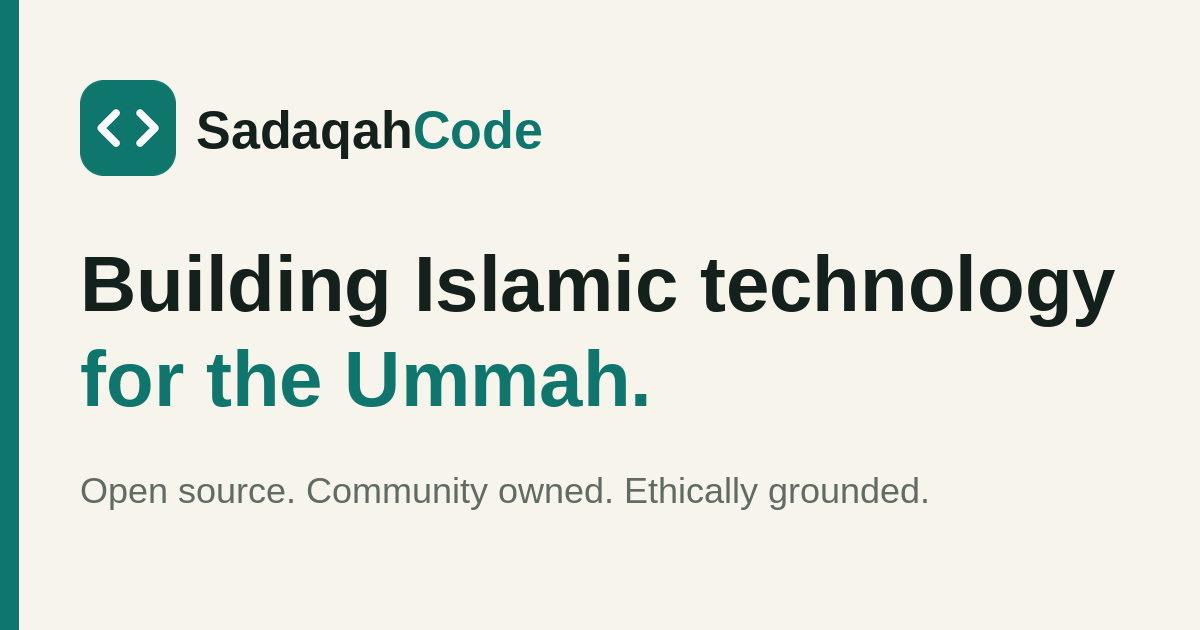 SadaqahCode
Building Islamic technology
for the Ummah.
Open source. Community owned. Ethically grounded.